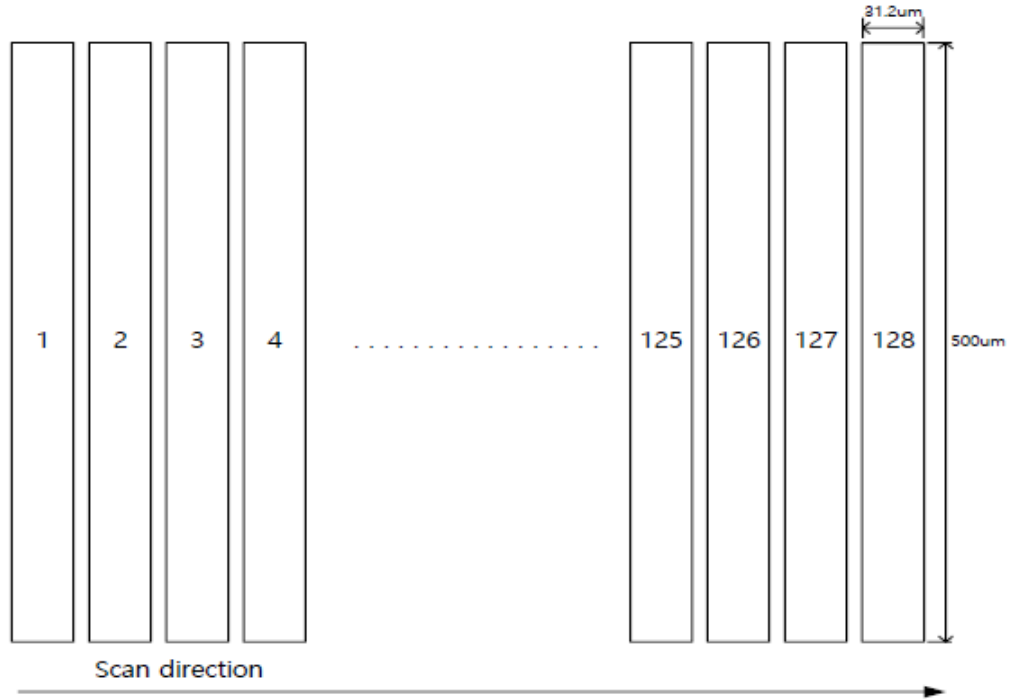 31.2um
1 2 3 4 ................. 125 126 127 128
500um
Scan direction